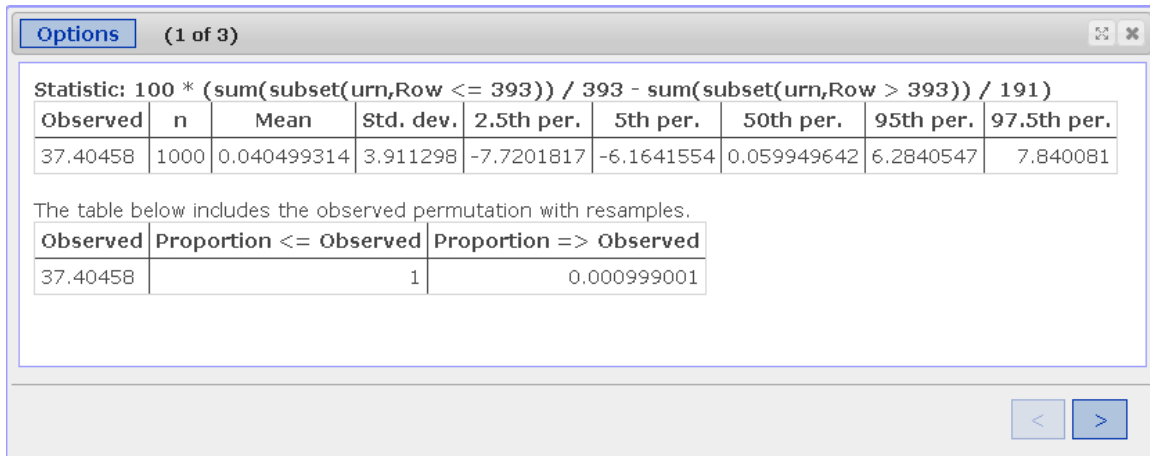 Options (1 of 3)
Statistic: 100 * (sum(subset(urn,Row <= 393)) / 393 - sum(subset(urn,Row > 393)) / 191)
Observed n Mean Std. dev. 2.5th per. 5th per. 50th per. 95th per. 97.5th per.
37.40458 1000 0.040499314 3.911298 -7.7201817 -6.1641554 0.059949642 6.2840547 7.840081
The table below includes the observed permutation with resamples.
Observed Proportion <= Observed Proportion => Observed
37.40458 1 0.000999001
< >